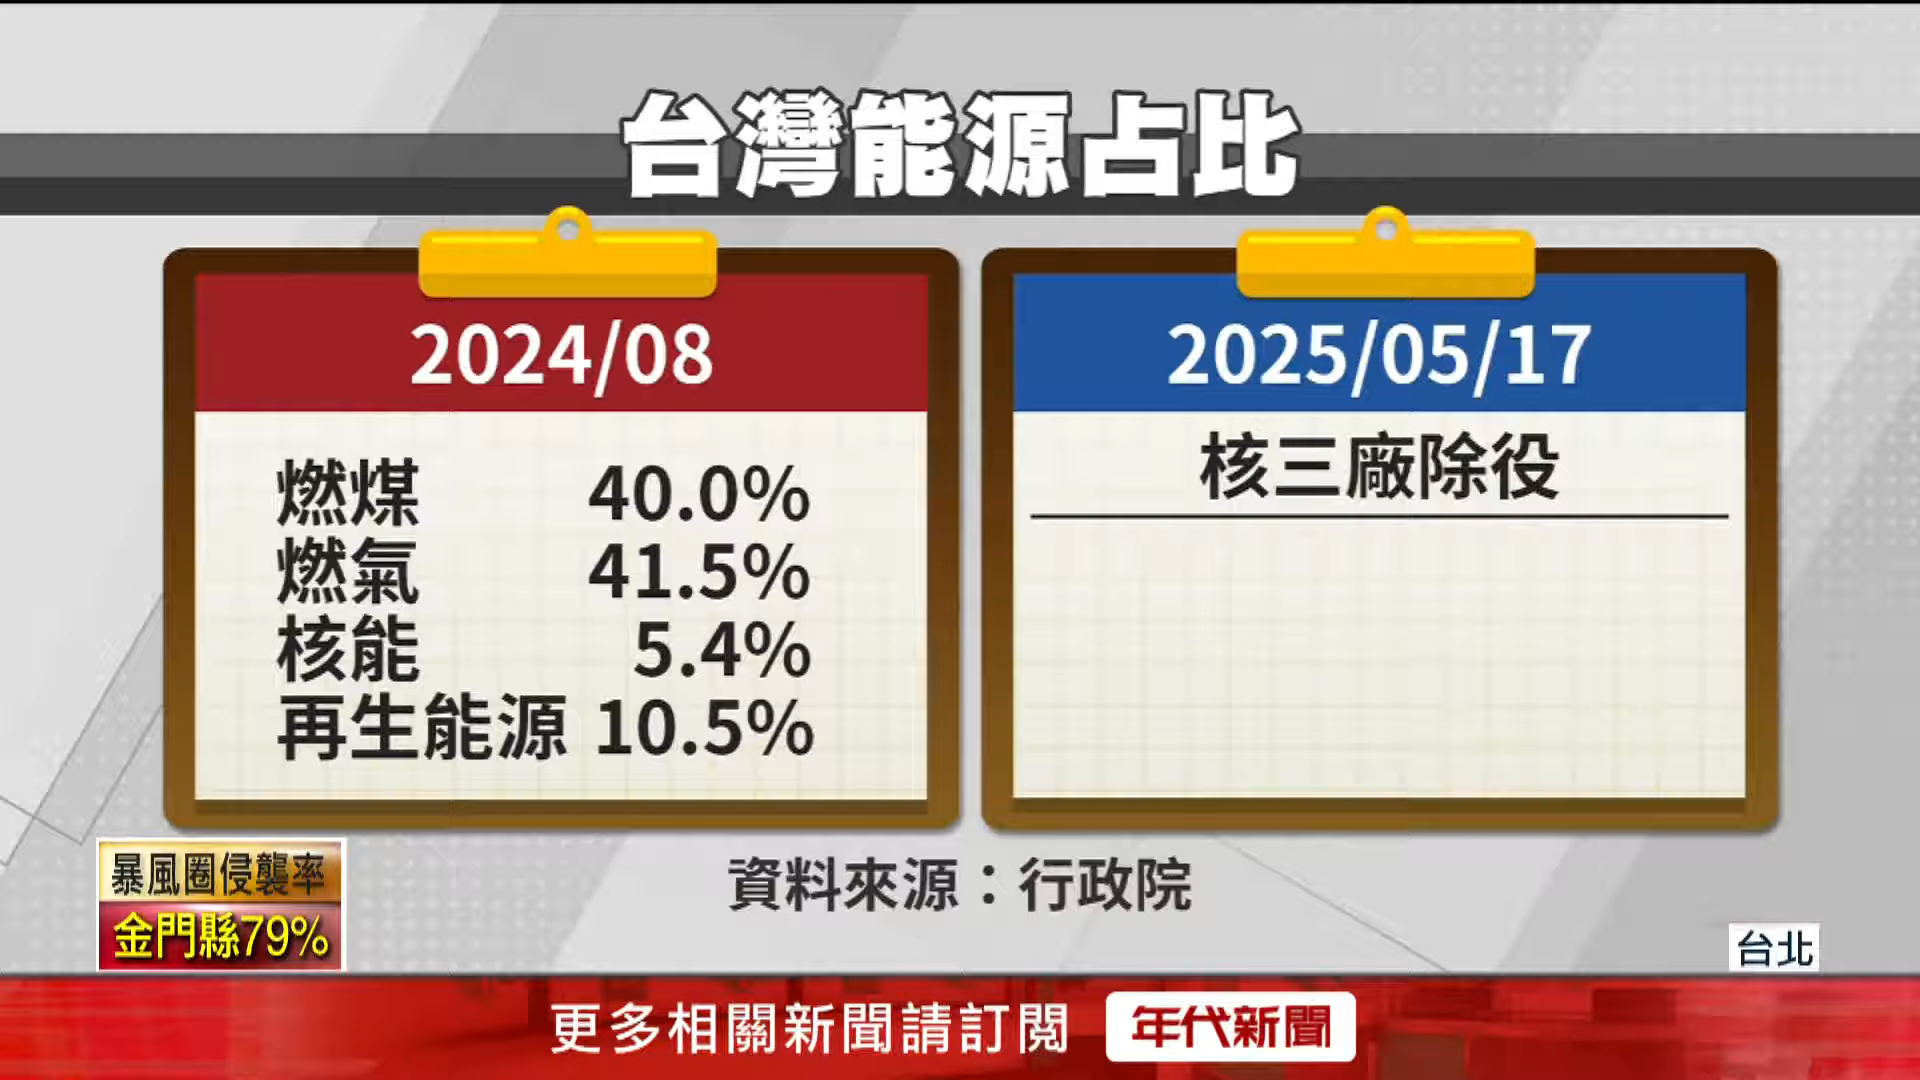 台灣能源占比
2024/08
燃煤 40.0%
燃氣 41.5%
核能 5.4%
再生能源 10.5%
2025/05/17
核三廠除役
資料來源：行政院
暴風圈侵襲率
金門縣79%
台北
更多相關新聞請訂閱 年代新聞